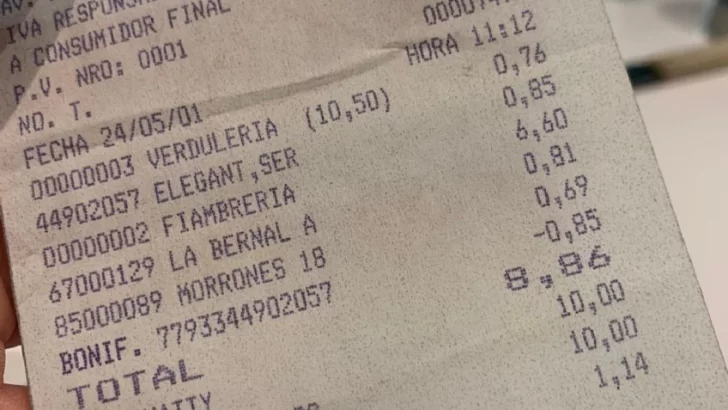 IVA RESPONSA
A CONSUMIDOR FINAL
P.V. NRO: 0001
NO. T.
FECHA 24/05/01 HORA 11:12
00000003 VERDULERIA (10,50) 0,76
44902057 ELEGANT,SER 0,85
00000002 FIAMBRERIA 6,60
67000129 LA BERNAL A 0,81
85000089 MORRONES 18 0,69
BONIF. 7793344902057 -0,85
TOTAL 8,86
10,00
10,00
1,14